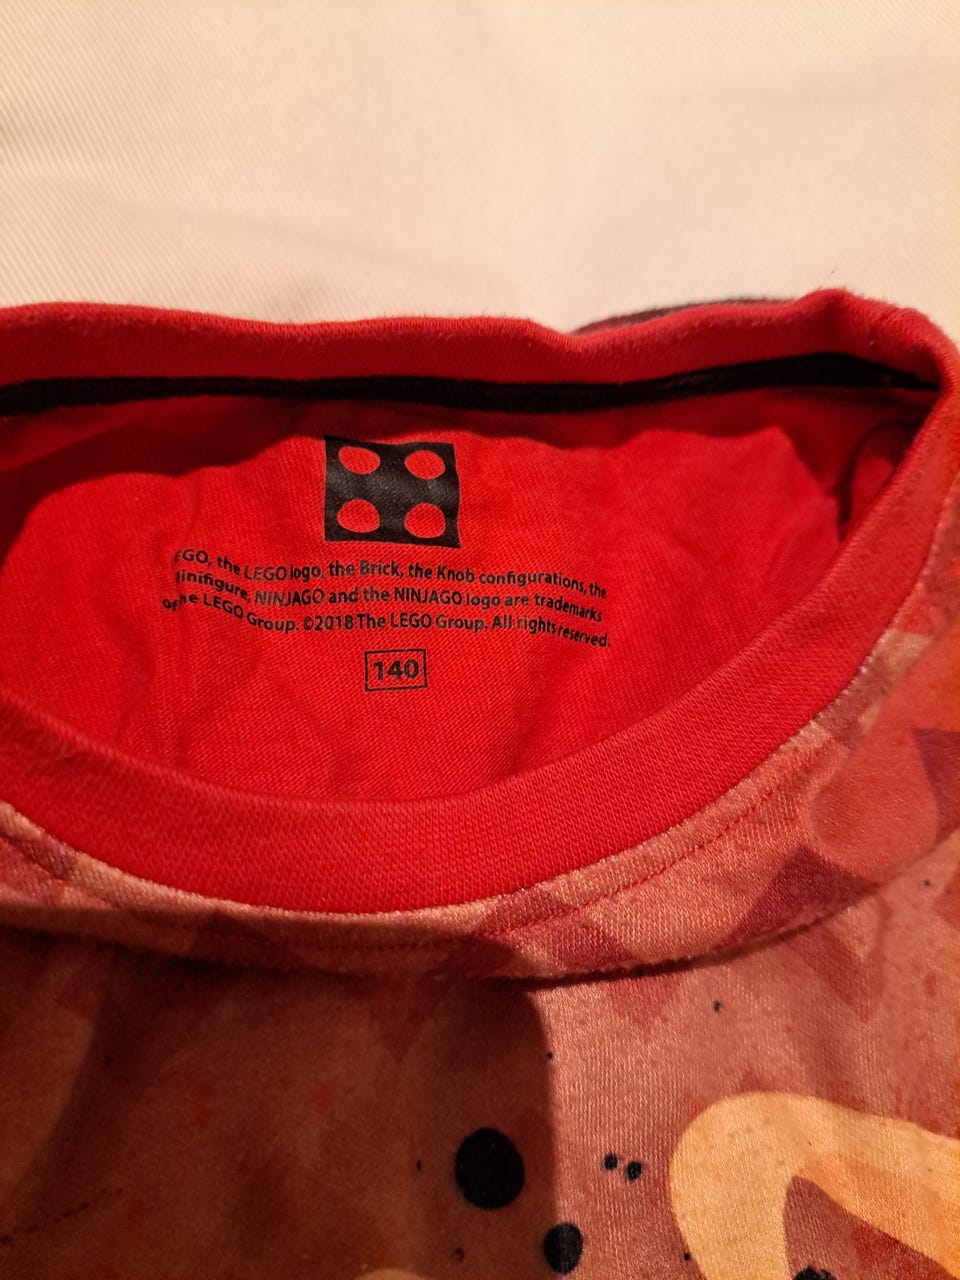 EGO, the LEGO logo, the Brick, the Knob configurations, the
inifigure, NINJAGO and the NINJAGO logo are trademarks
of he LEGO Group. ©2018 The LEGO Group. All rights reserved.
140